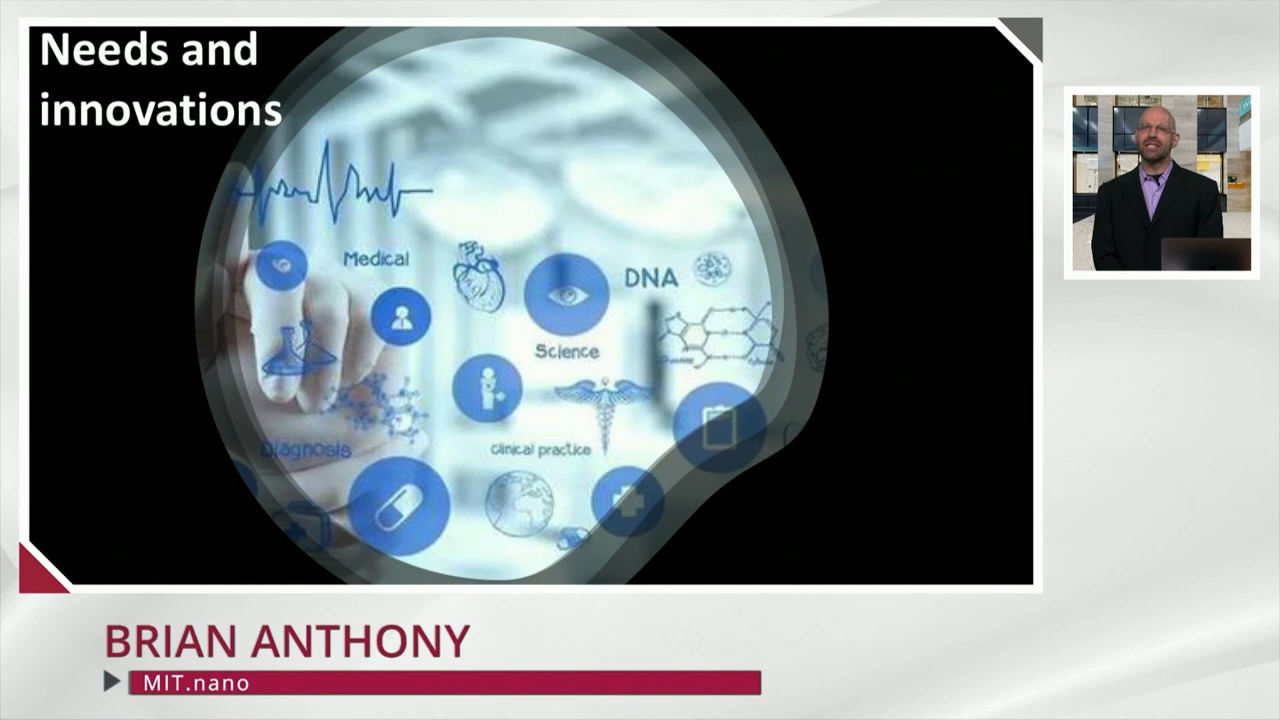 Needs and
innovations
Medical
DNA
Science
Diagnosis
clinical practice
BRIAN ANTHONY
MIT.nano